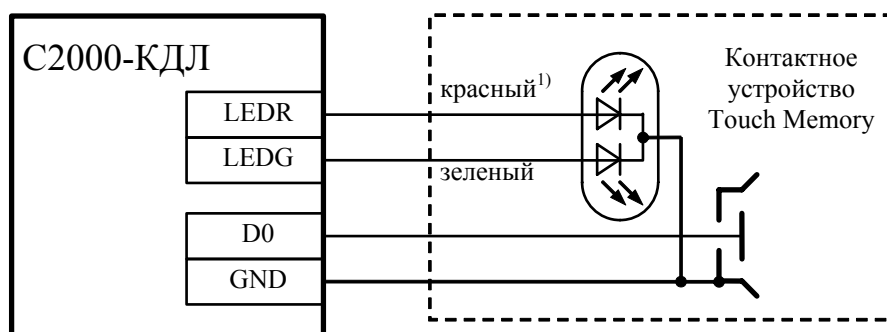 С2000-КДЛ
LEDR
LEDG
D0
GND
красный1)
зеленый
Контактное
устройство
Touch Memory